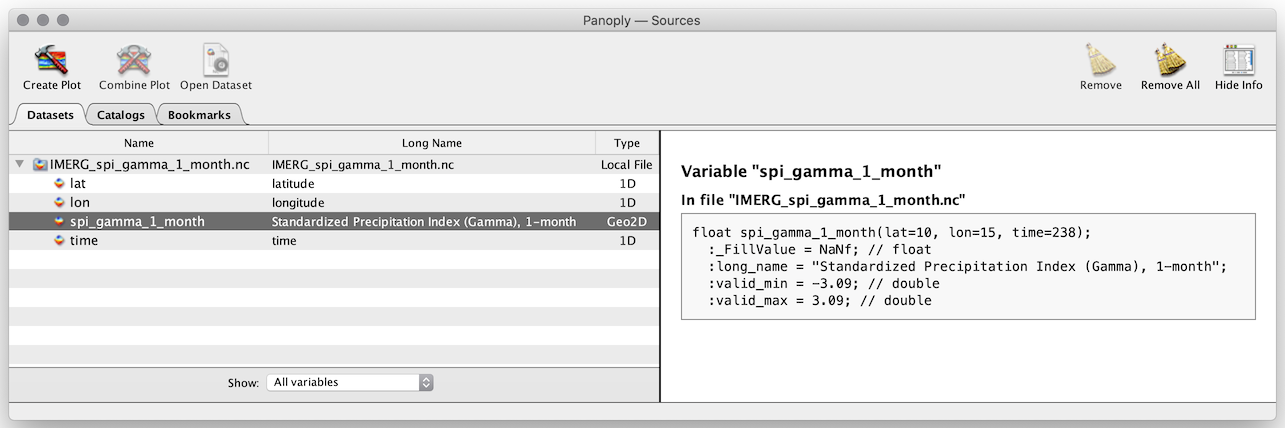 Panoply — Sources
Create Plot Combine Plot Open Dataset Remove Remove All Hide Info
Datasets Catalogs Bookmarks
Name Long Name Type
IMERG_spi_gamma_1_month.nc IMERG_spi_gamma_1_month.nc Local File
lat latitude 1D
lon longitude 1D
spi_gamma_1_month Standardized Precipitation Index (Gamma), 1-month Geo2D
time time 1D
Show: All variables
Variable "spi_gamma_1_month"
In file "IMERG_spi_gamma_1_month.nc"
float spi_gamma_1_month(lat=10, lon=15, time=238);
:_FillValue = NaNf; // float
:long_name = "Standardized Precipitation Index (Gamma), 1-month";
:valid_min = -3.09; // double
:valid_max = 3.09; // double